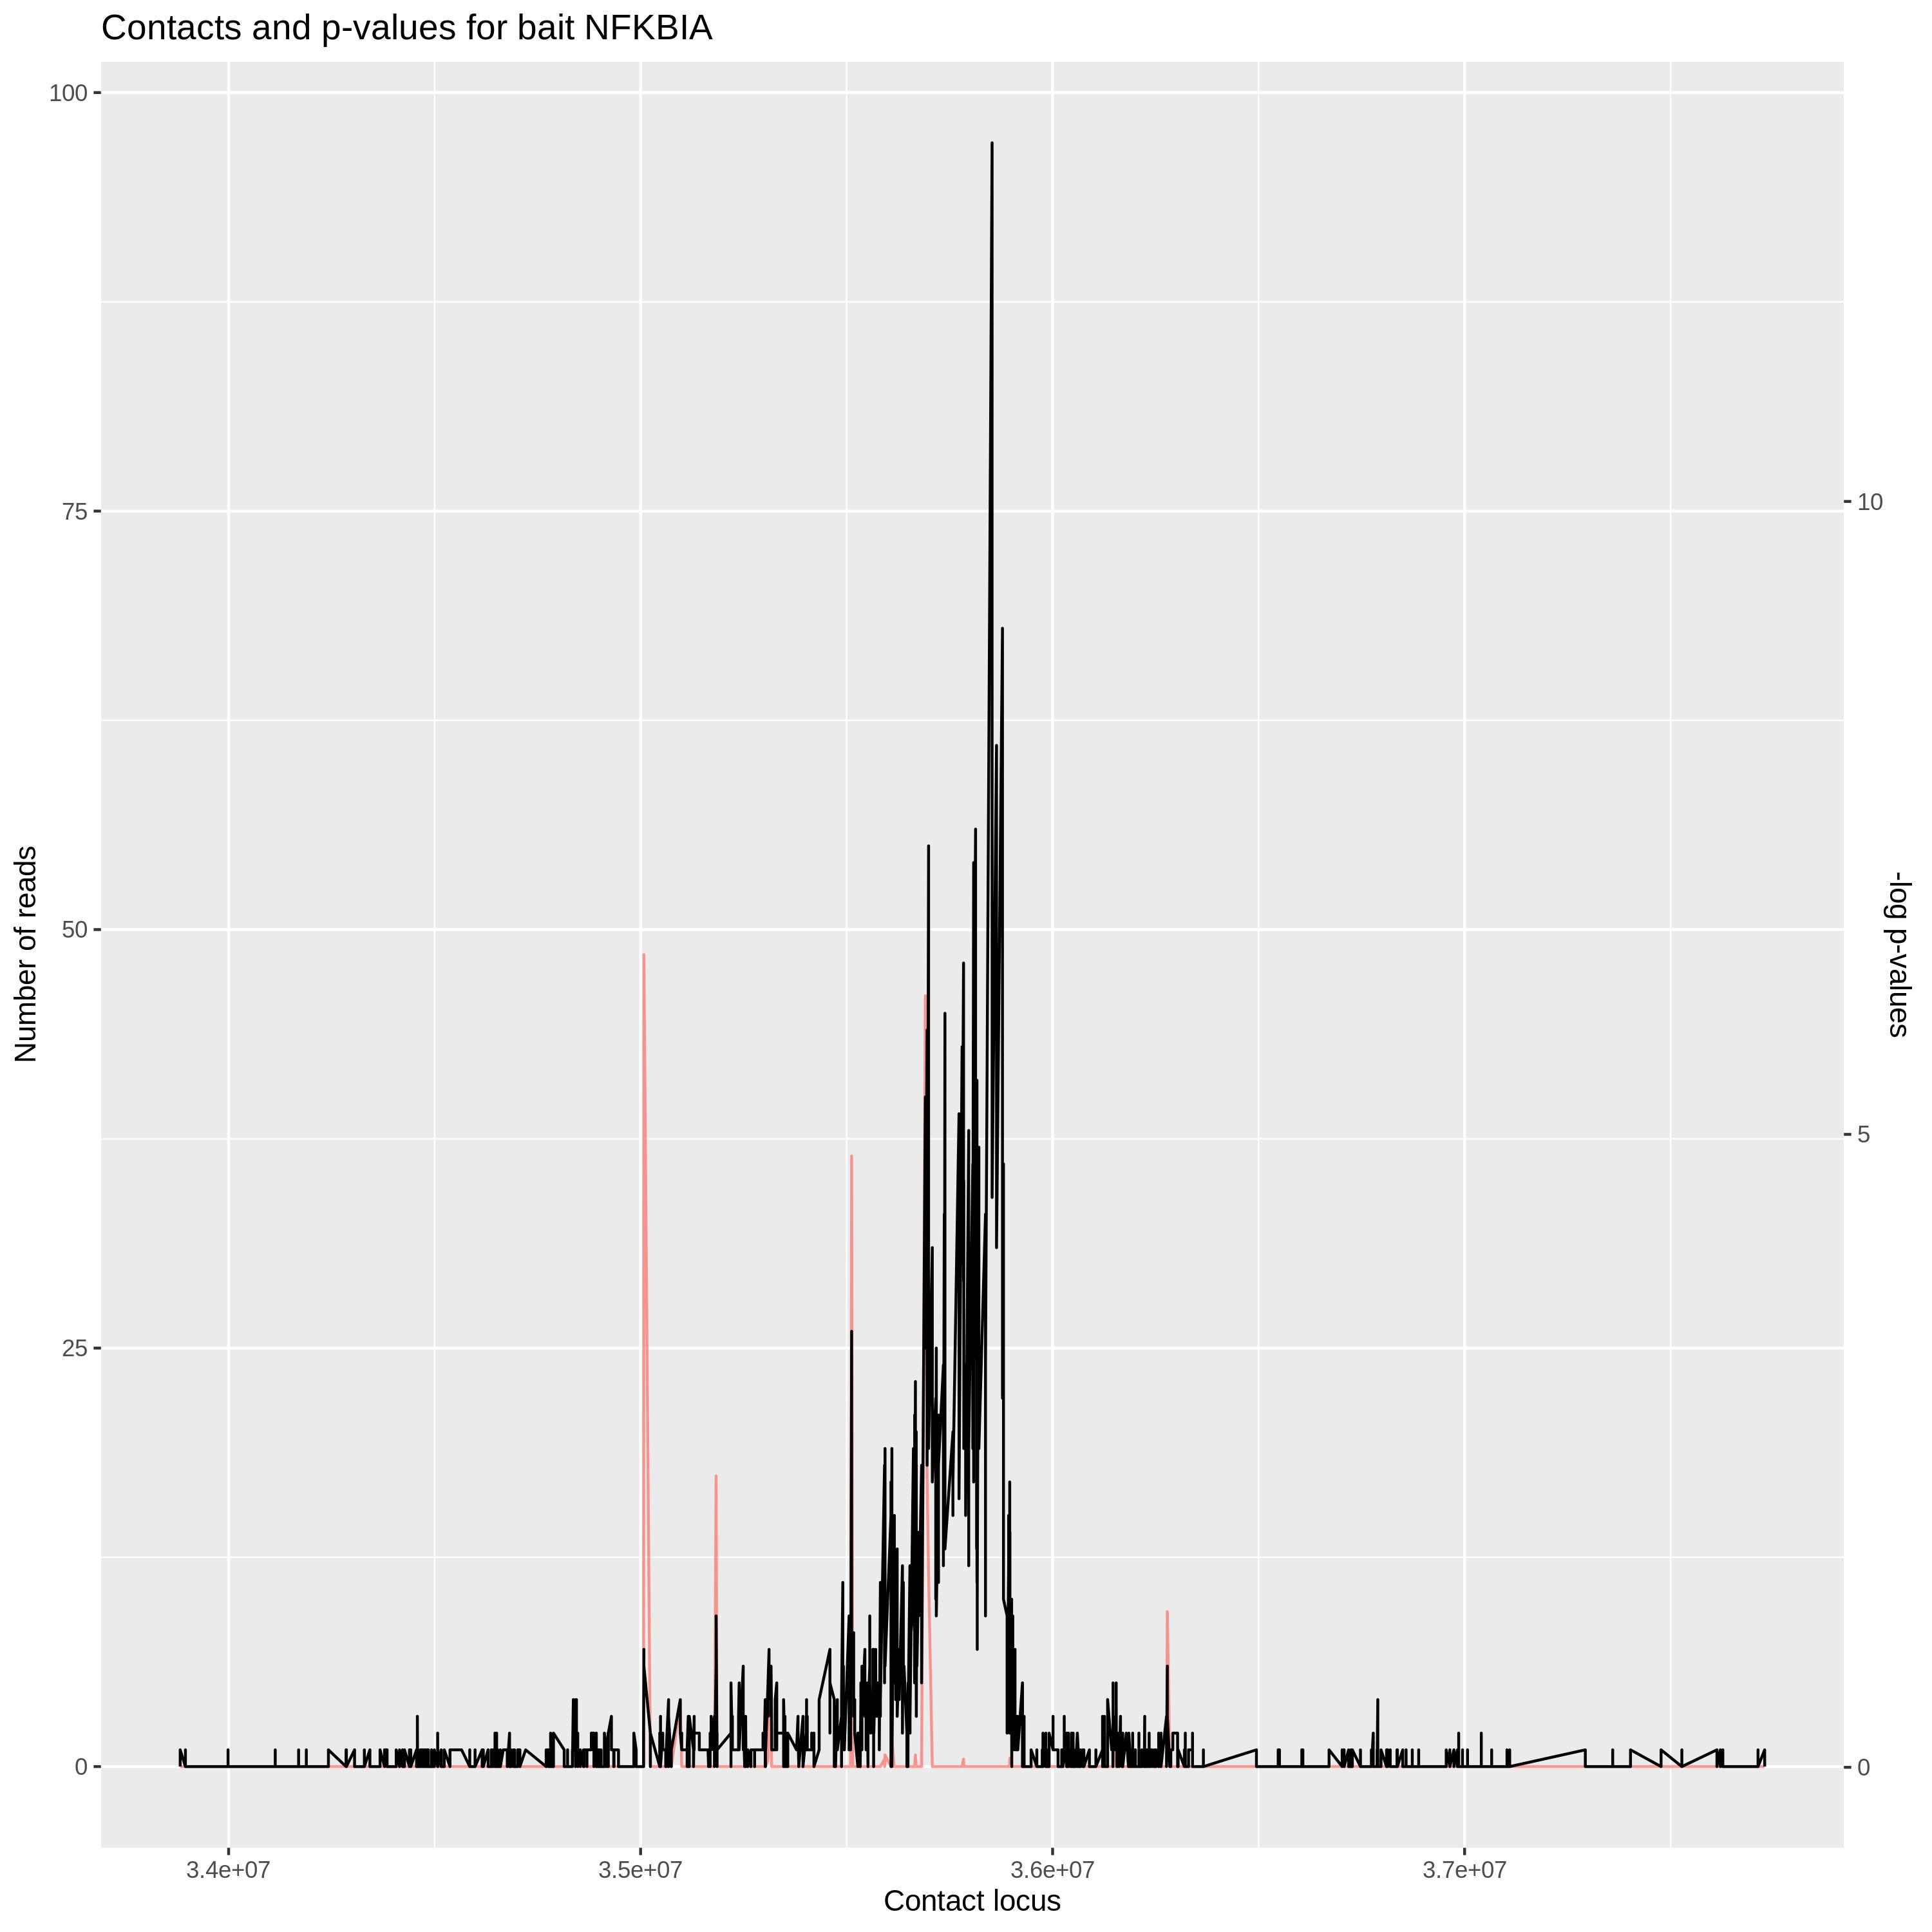 Contacts and p-values for bait NFKBIA
100
75
50
25
0
Number of reads
10
5
0
-log p-values
3.4e+07
3.5e+07
3.6e+07
3.7e+07
Contact locus